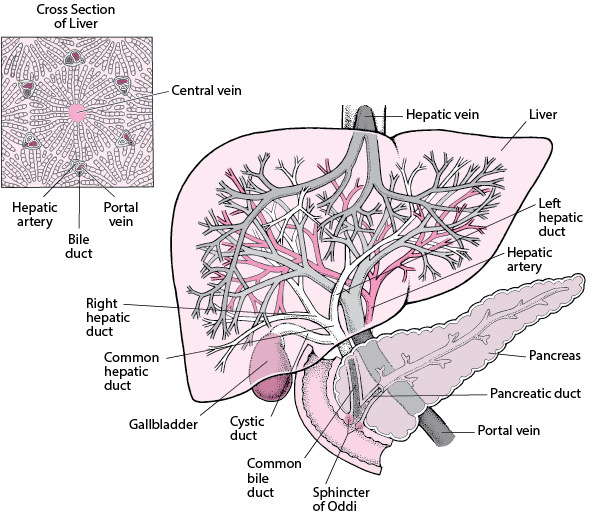 Cross Section
of Liver
Central vein
Hepatic
artery
Bile
duct
Portal
vein
Hepatic vein
Liver
Left
hepatic
duct
Hepatic
artery
Right
hepatic
duct
Common
hepatic
duct
Gallbladder
Cystic
duct
Common
bile
duct
Sphincter
of Oddi
Pancreas
Pancreatic duct
Portal vein